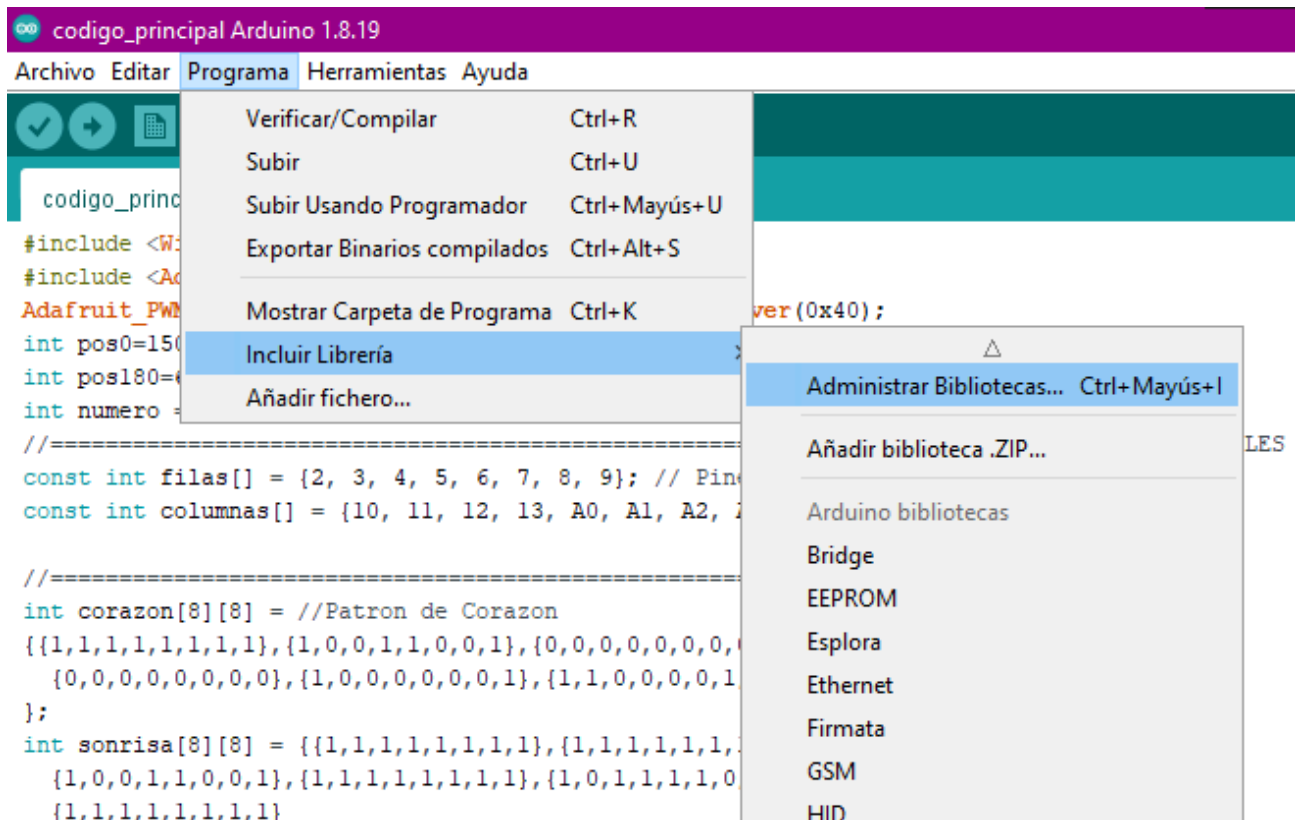 codigo_principal Arduino 1.8.19
Archivo Editar Programa Herramientas Ayuda
Verificar/Compilar Ctrl+R
Subir Ctrl+U
Subir Usando Programador Ctrl+Mayús+U
Exportar Binarios compilados Ctrl+Alt+S
Mostrar Carpeta de Programa Ctrl+K
Incluir Librería
Añadir fichero...
Administrar Bibliotecas... Ctrl+Mayús+I
Añadir biblioteca .ZIP...
Arduino bibliotecas
Bridge
EEPROM
Esplora
Ethernet
Firmata
GSM
HID
codigo_princ
#include <Wi
#include <Ad
Adafruit_PWM ver(0x40);
int pos0=150
int pos180=6
int numero =
//================================================== LES
const int filas[] = {2, 3, 4, 5, 6, 7, 8, 9}; // Pine
const int columnas[] = {10, 11, 12, 13, A0, A1, A2,
//==================================================
int corazon[8][8] = //Patron de Corazon
{{1,1,1,1,1,1,1,1},{1,0,0,1,1,0,0,1},{0,0,0,0,0,0,0,
{0,0,0,0,0,0,0,0},{1,0,0,0,0,0,0,1},{1,1,0,0,0,0,1,
};
int sonrisa[8][8] = {{1,1,1,1,1,1,1,1},{1,1,1,1,1,1,
{1,0,0,1,1,0,0,1},{1,1,1,1,1,1,1,1},{1,0,1,1,1,1,0
{1,1,1,1,1,1,1,1}